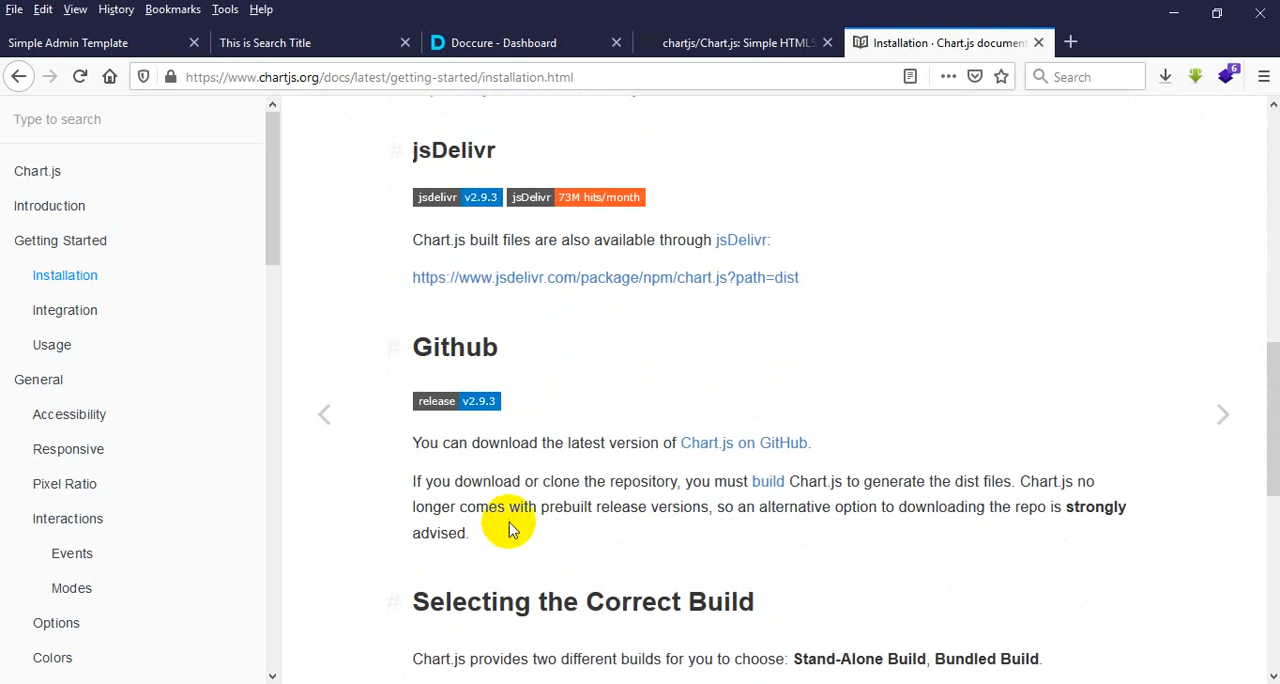 File Edit View History Bookmarks Tools Help
Simple Admin Template
This is Search Title
Doccure - Dashboard
chartjs/Chart.js: Simple HTML5
Installation · Chart.js document
https://www.chartjs.org/docs/latest/getting-started/installation.html
Search
6
Type to search
Chart.js
Introduction
Getting Started
Installation
Integration
Usage
General
Accessibility
Responsive
Pixel Ratio
Interactions
Events
Modes
Options
Colors
# jsDelivr
jsdelivr v2.9.3 jsDelivr 73M hits/month
Chart.js built files are also available through jsDelivr:
https://www.jsdelivr.com/package/npm/chart.js?path=dist
# Github
release v2.9.3
You can download the latest version of Chart.js on GitHub.
If you download or clone the repository, you must build Chart.js to generate the dist files. Chart.js no
longer comes with prebuilt release versions, so an alternative option to downloading the repo is strongly
advised.
# Selecting the Correct Build
Chart.js provides two different builds for you to choose: Stand-Alone Build, Bundled Build.